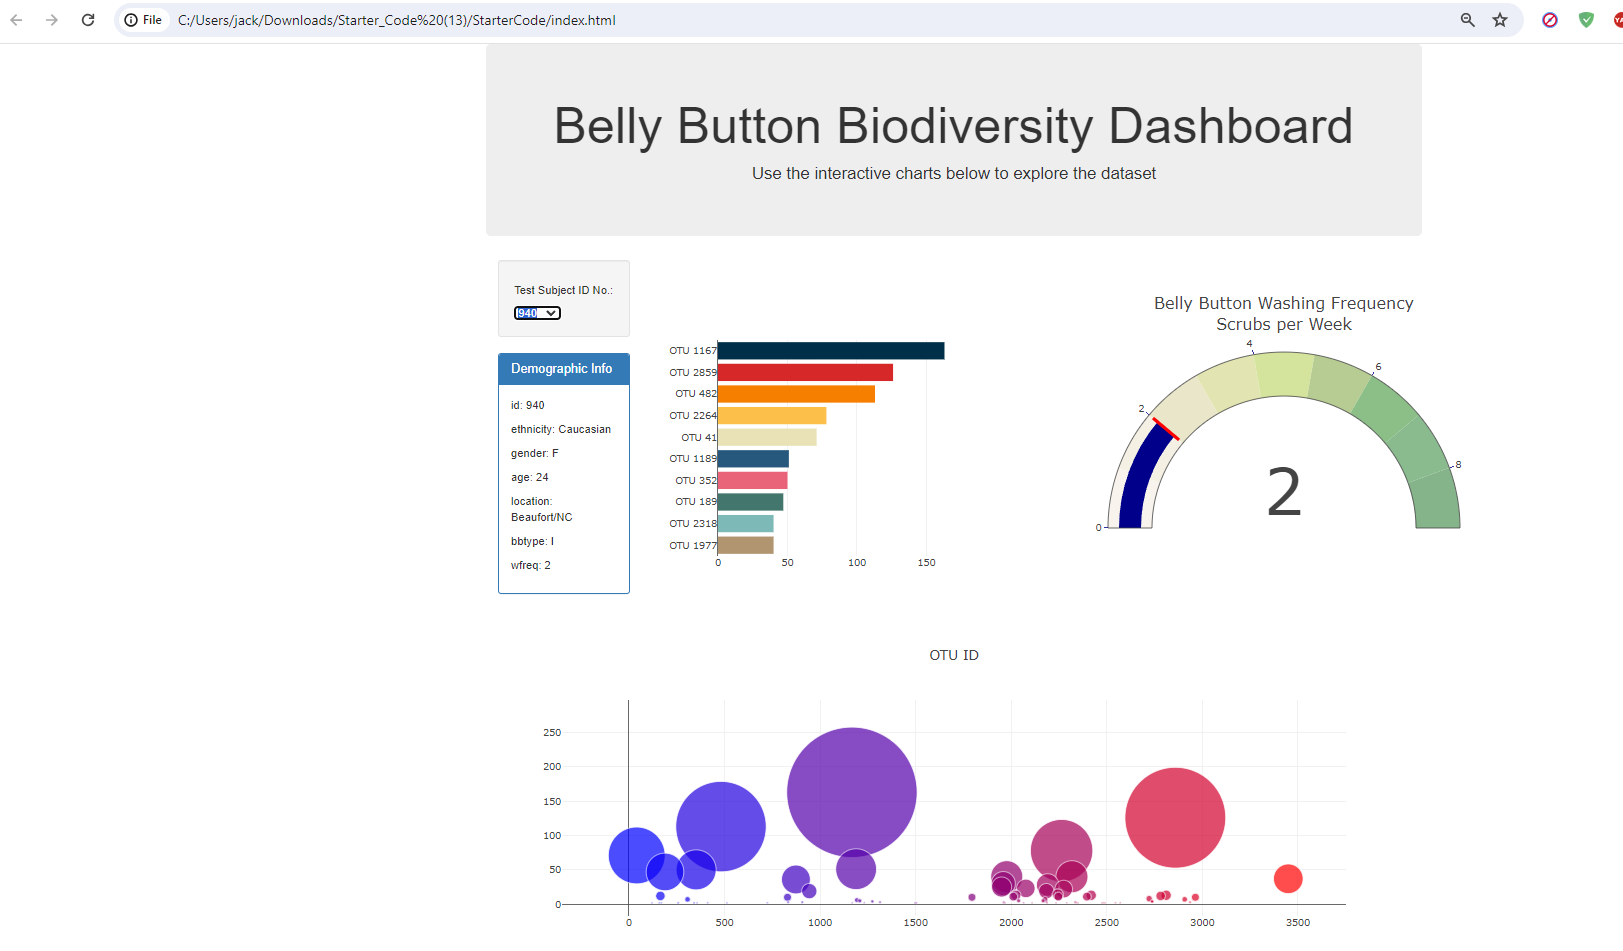 File C:/Users/jack/Downloads/Starter_Code%20(13)/StarterCode/index.html
Belly Button Biodiversity Dashboard
Use the interactive charts below to explore the dataset
Test Subject ID No.:
940
Demographic Info
id: 940
ethnicity: Caucasian
gender: F
age: 24
location:
Beaufort/NC
bbtype: I
wfreq: 2
OTU 1167
OTU 2859
OTU 482
OTU 2264
OTU 41
OTU 1189
OTU 352
OTU 189
OTU 2318
OTU 1977
0 50 100 150
Belly Button Washing Frequency
Scrubs per Week
0
2
4
6
8
2
OTU ID
250
200
150
100
50
0
0 500 1000 1500 2000 2500 3000 3500